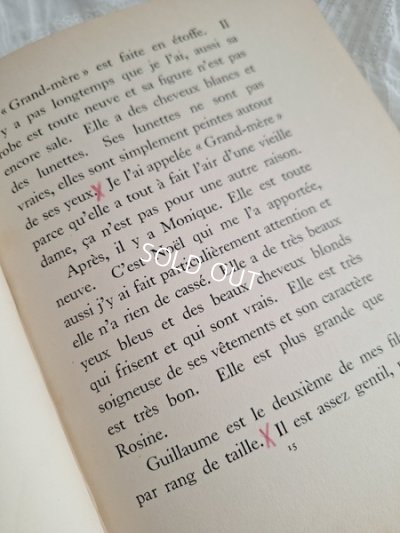 « Grand-mère » est faite en étoffe. Il
y a pas longtemps que je l'ai, aussi sa
robe est toute neuve et sa figure n'est pas
encore sale. Elle a des cheveux blancs et
des lunettes. Ses lunettes ne sont pas
vraies, elles sont simplement peintes autour
de ses yeux. Je l'ai appelée « Grand-mère »
parce qu'elle a tout à fait l'air d'une vieille
dame, ça n'est pas pour une autre raison.
Après, il y a Monique. Elle est toute
neuve. C'est Noël qui me l'a apportée,
aussi j'y ai fait particulièrement attention et
elle n'a rien de cassé. Elle a de très beaux
yeux bleus et des beaux cheveux blonds
qui frisent et qui sont vrais. Elle est très
soigneuse de ses vêtements et son caractère
est très bon. Elle est plus grande que
Rosine.
Guillaume est le deuxième de mes fil
par rang de taille. Il est assez gentil,
15
SOLD OUT